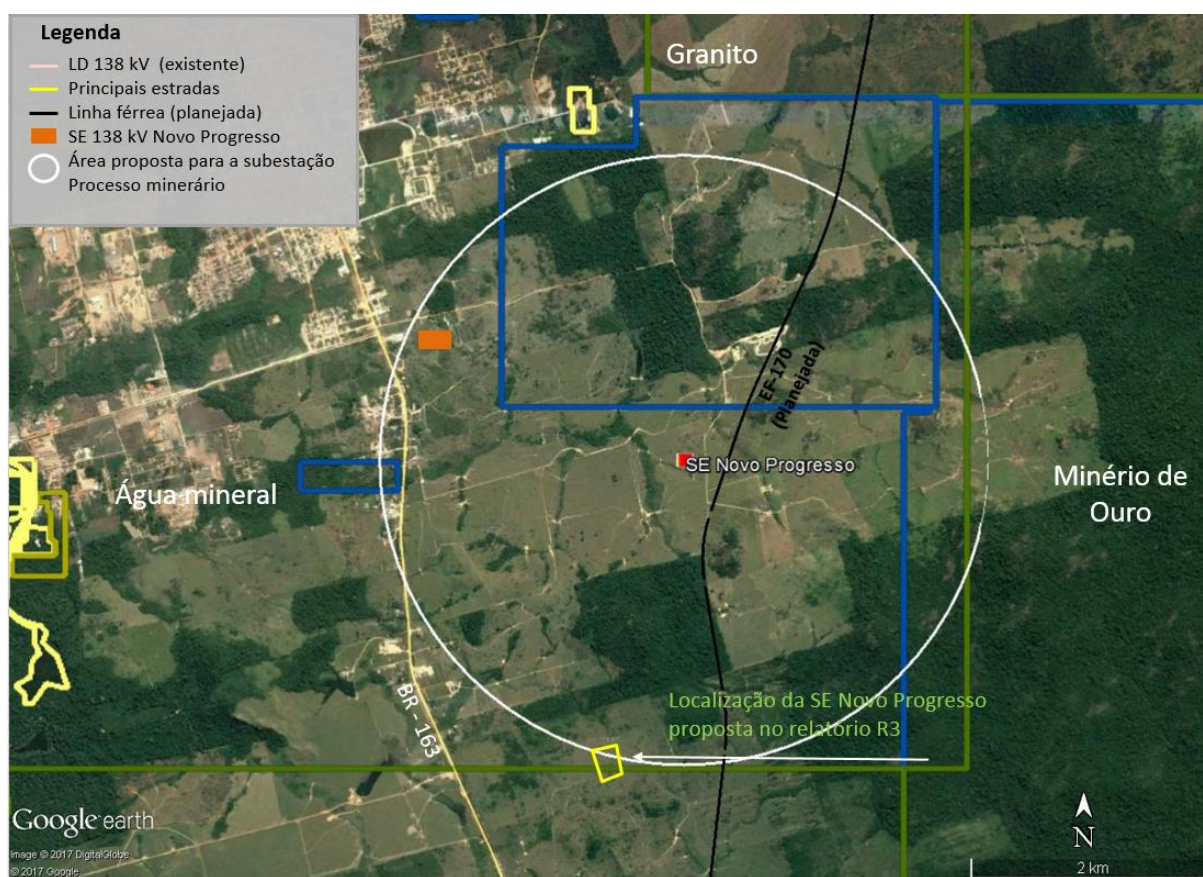 Legenda
LD 138 kV (existente)
Principais estradas
Linha férrea (planejada)
SE 138 kV Novo Progresso
Área proposta para a subestação
Processo minerário
Granito
EF-170
(Planejada)
SE Novo Progresso
Água mineral
Minério de
Ouro
BR - 163
Localização da SE Novo Progresso
proposta no relatório R3
Google earth
Image © 2017 DigitalGlobe
© 2017 Google
N
2 km